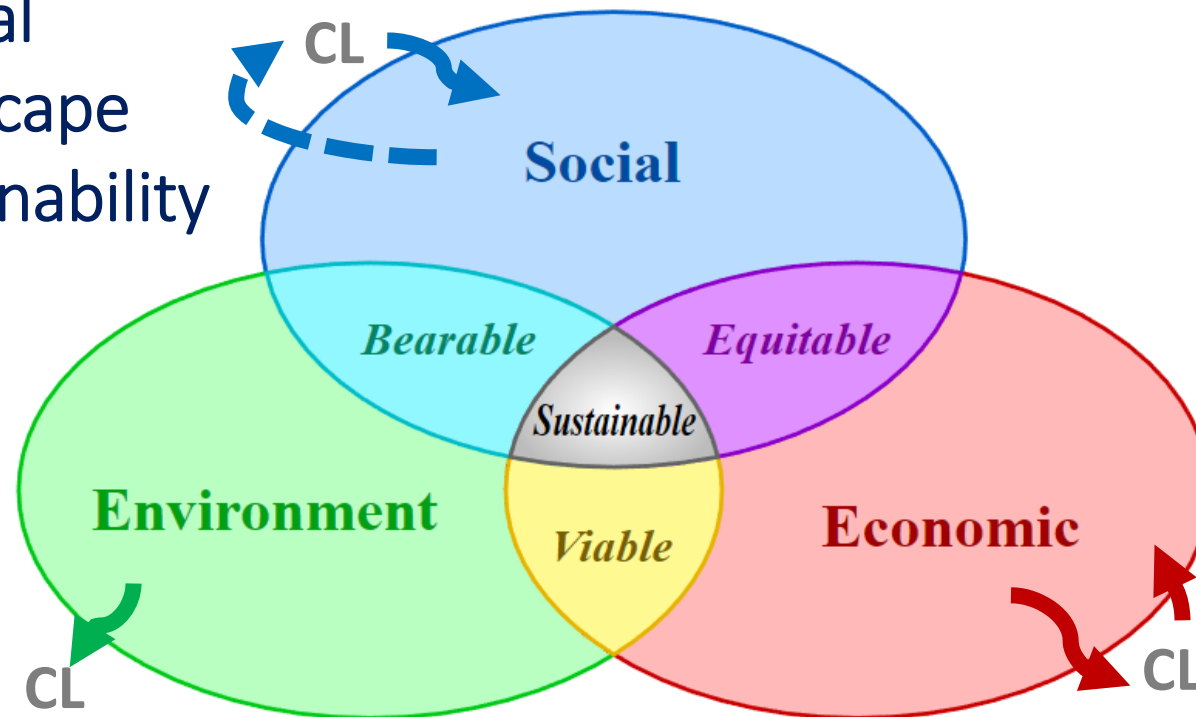 al
CL
cape
Social
nability
Bearable
Equitable
Sustainable
Environment
Economic
Viable
CL
CL